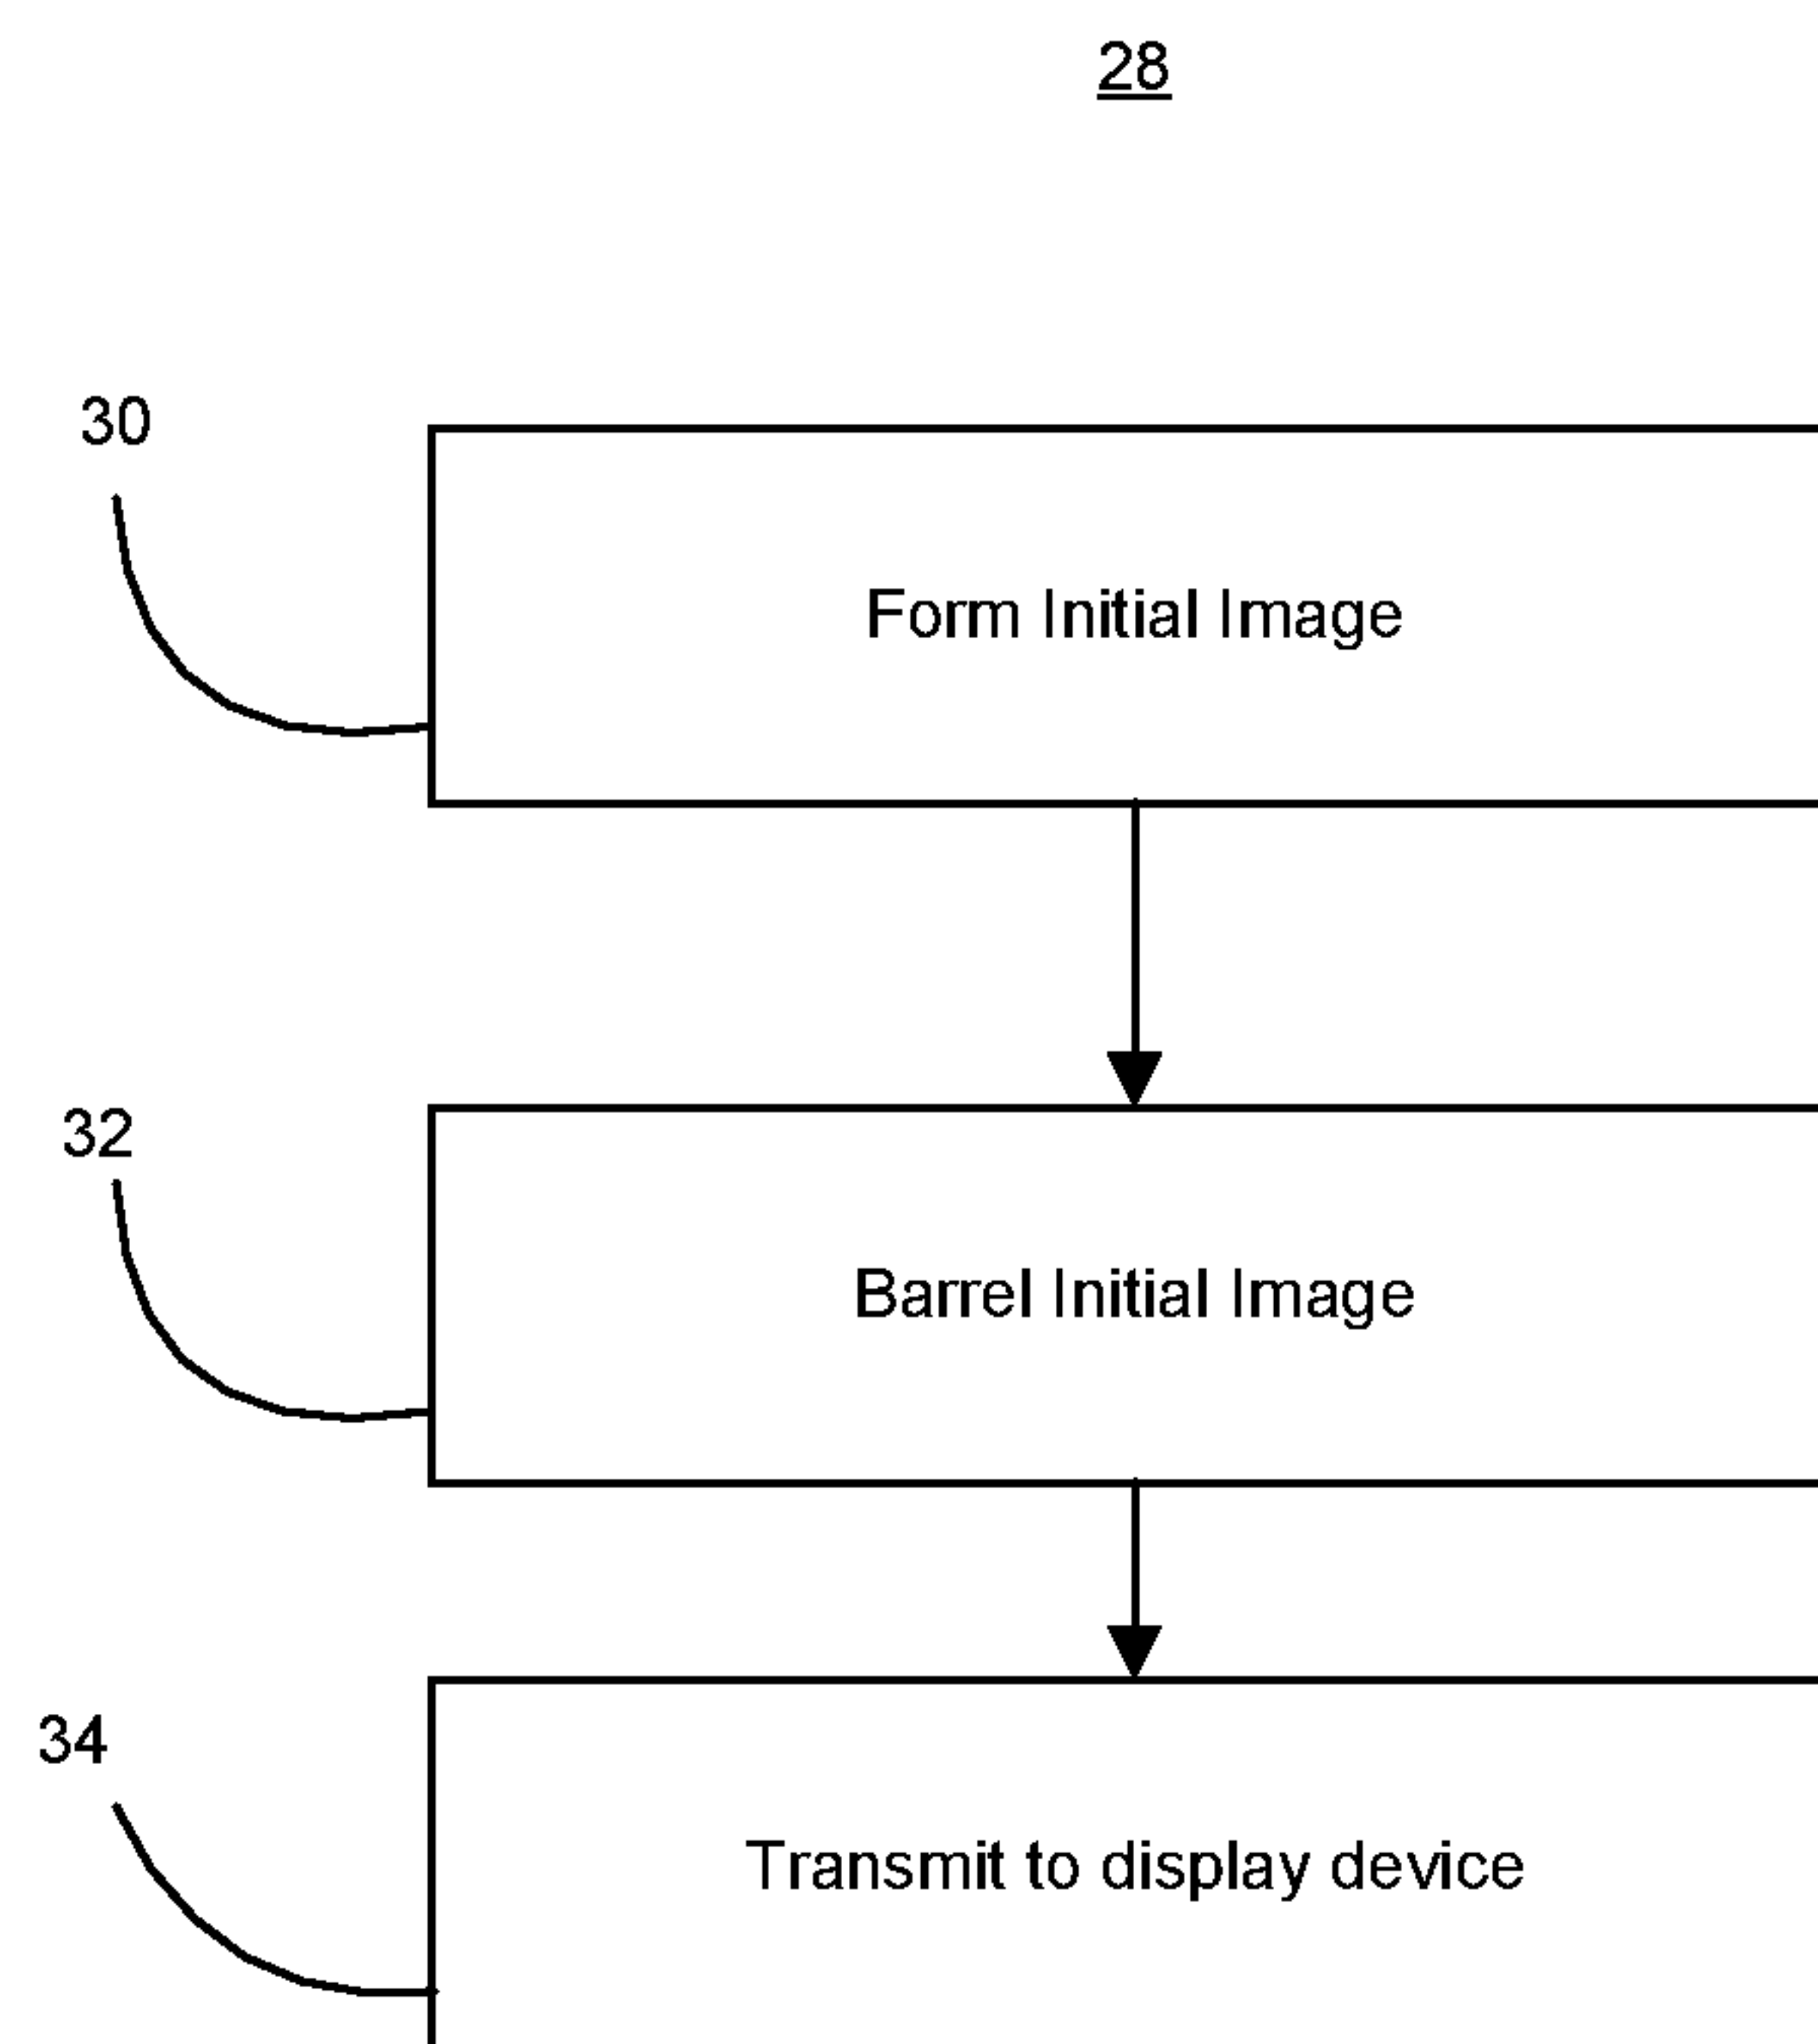 28
30
Form Initial Image
32
Barrel Initial Image
34
Transmit to display device